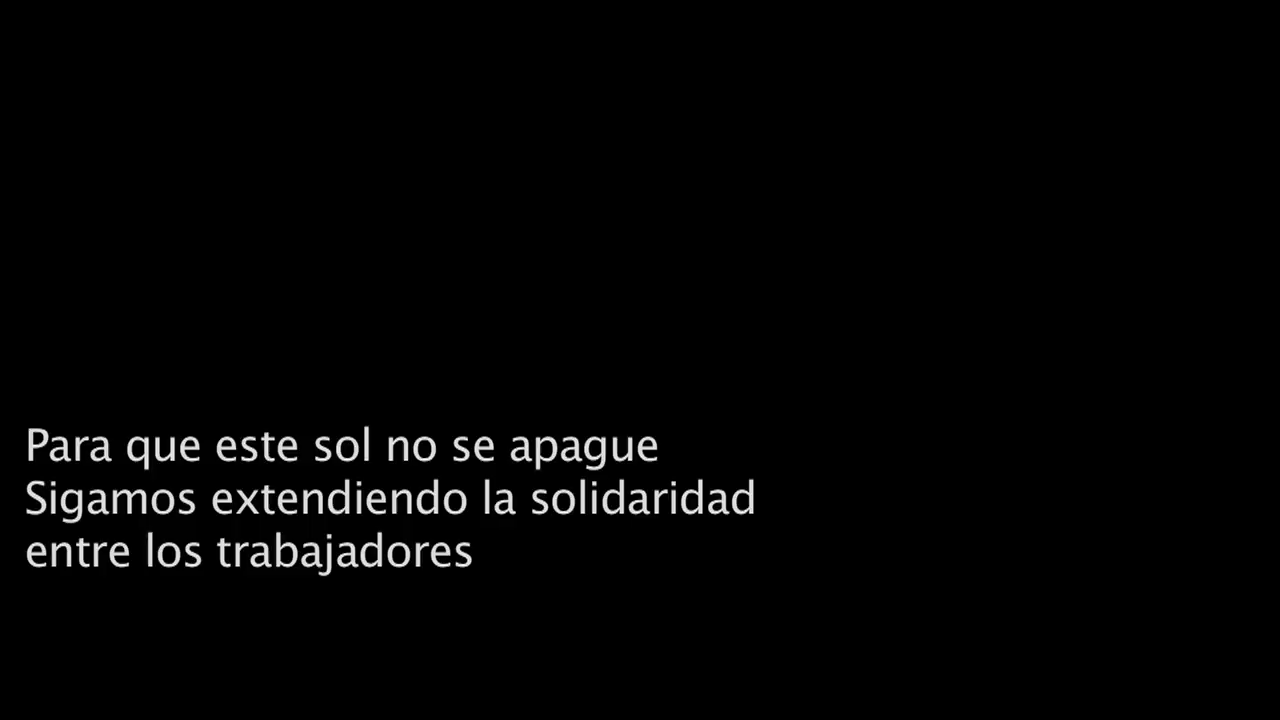 Para que este sol no se apague
Sigamos extendiendo la solidaridad
entre los trabajadores